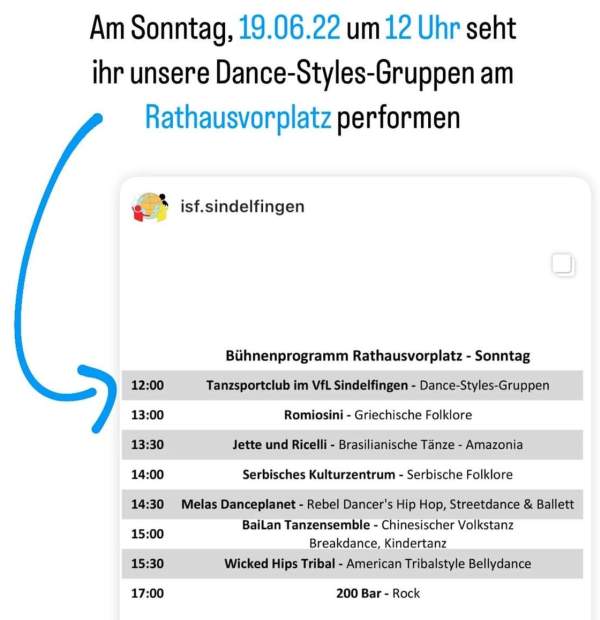 Am Sonntag, 19.06.22 um 12 Uhr seht
ihr unsere Dance-Styles-Gruppen am
Rathausvorplatz performen
isf.sindelfingen
Bühnenprogramm Rathausvorplatz - Sonntag
12:00 Tanzsportclub im VfL Sindelfingen - Dance-Styles-Gruppen
13:00 Romiosini - Griechische Folklore
13:30 Jette und Ricelli - Brasilianische Tänze - Amazonia
14:00 Serbisches Kulturzentrum - Serbische Folklore
14:30 Melas Danceplanet - Rebel Dancer's Hip Hop, Streetdance & Ballett
15:00 BaiLan Tanzensemble - Chinesischer Volkstanz
Breakdance, Kindertanz
15:30 Wicked Hips Tribal - American Tribalstyle Bellydance
17:00 200 Bar - Rock